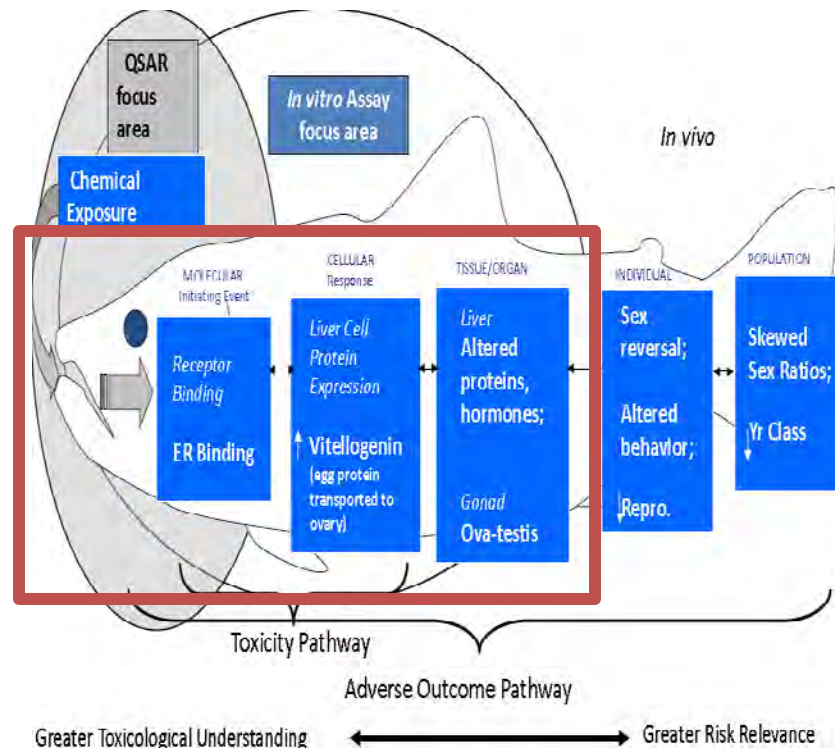 QSAR
focus
area
In vitro Assay
focus area
In vivo
Chemical
Exposure
MOLECULAR
Initiating Event
CELLULAR
Response
TISSUE/ORGAN
INDIVIDUAL
POPULATION
Receptor
Binding
ER Binding
Liver Cell
Protein
Expression
↑ Vitellogenin
(egg protein
transported to
ovary)
Liver
Altered
proteins,
hormones;
Gonad
Ova-testis
Sex
reversal;
Altered
behavior;
↓Repro.
Skewed
Sex Ratios;
↓Yr Class
Toxicity Pathway
Adverse Outcome Pathway
Greater Toxicological Understanding
Greater Risk Relevance